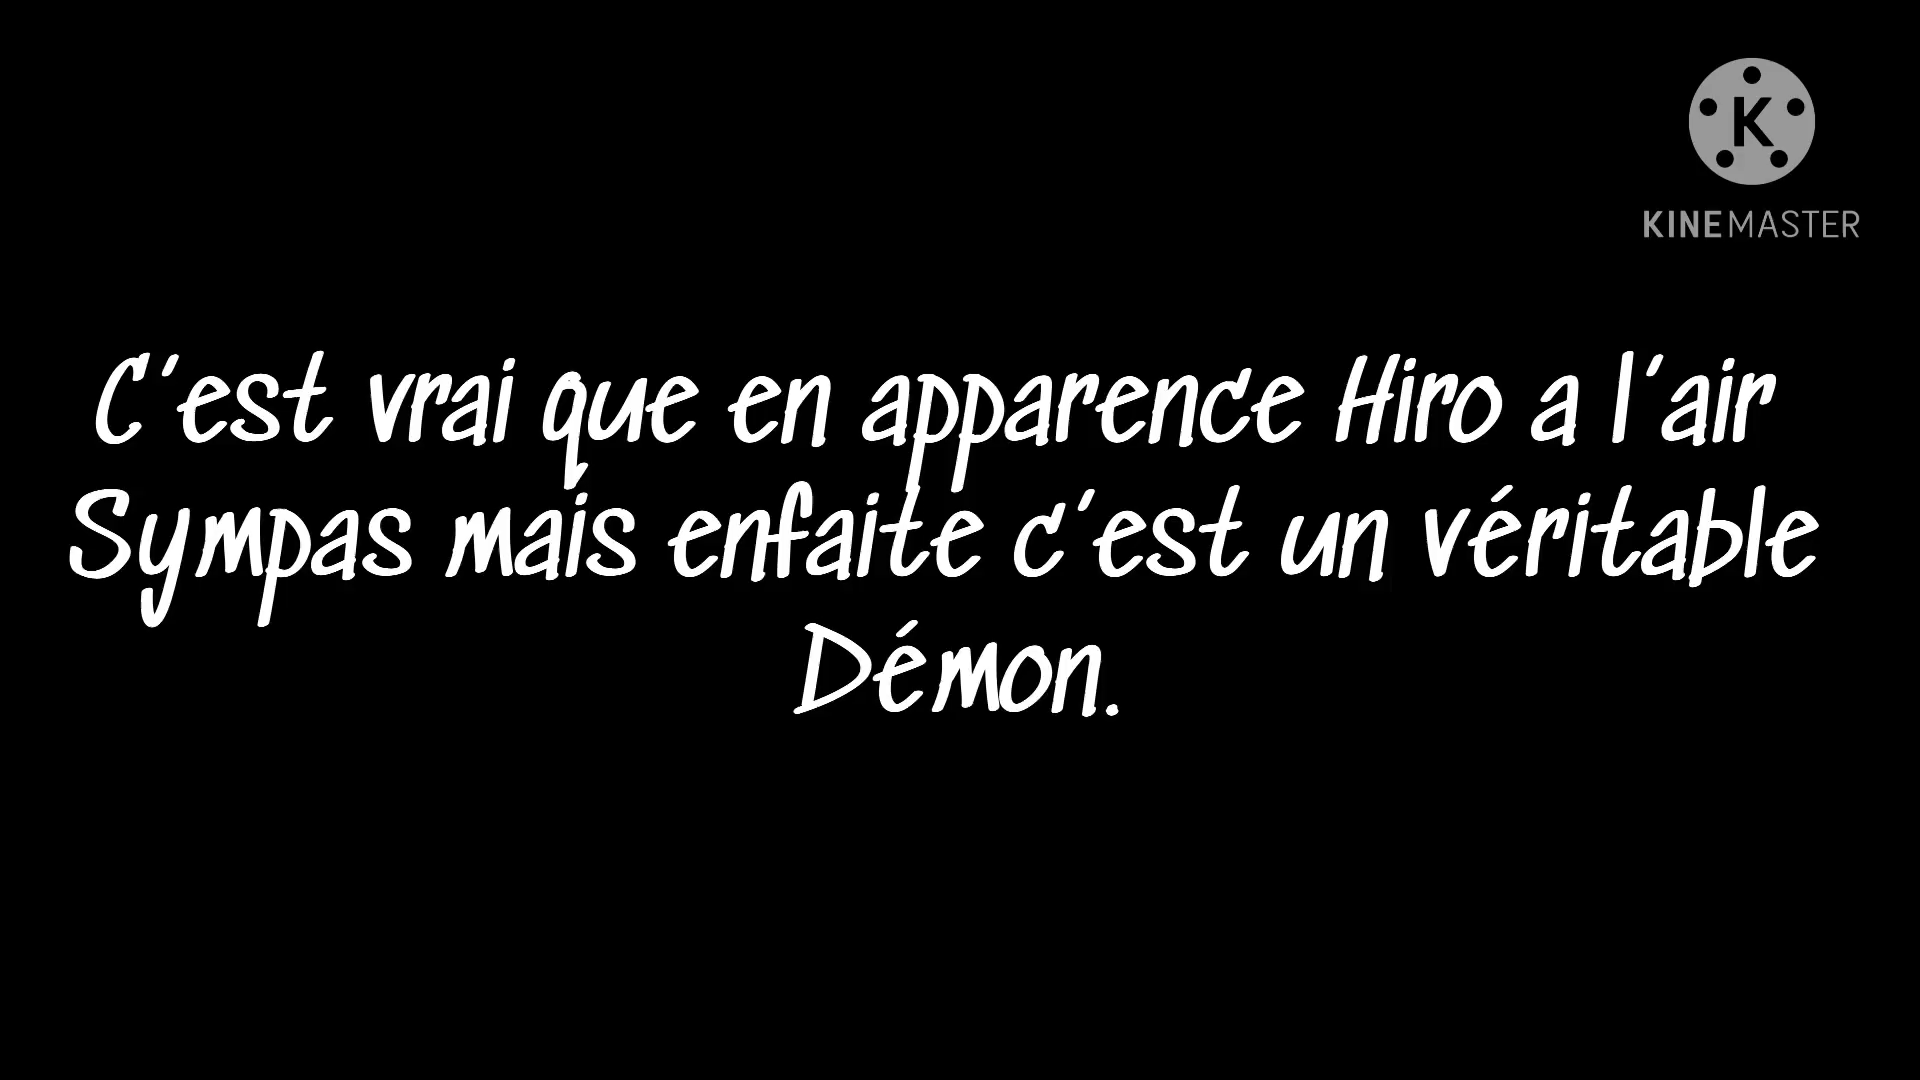 K
KINEMASTER
C'est vrai que en apparence Hiro a l'air
Sympas mais enfaite c'est un véritable
Démon.